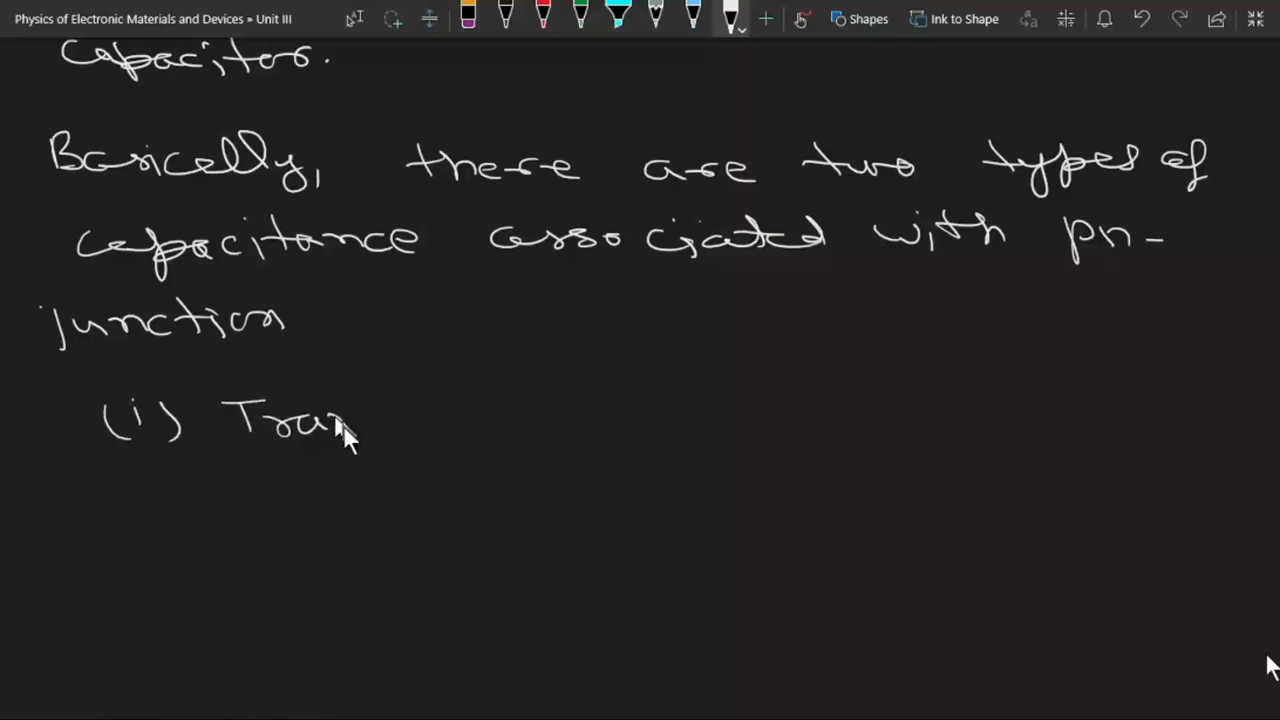 Physics of Electronic Materials and Devices » Unit III
Shapes
Ink to Shape
capacitor.
Basically, there are two types of
capacitance associated with pn-
junction
(i) Tran